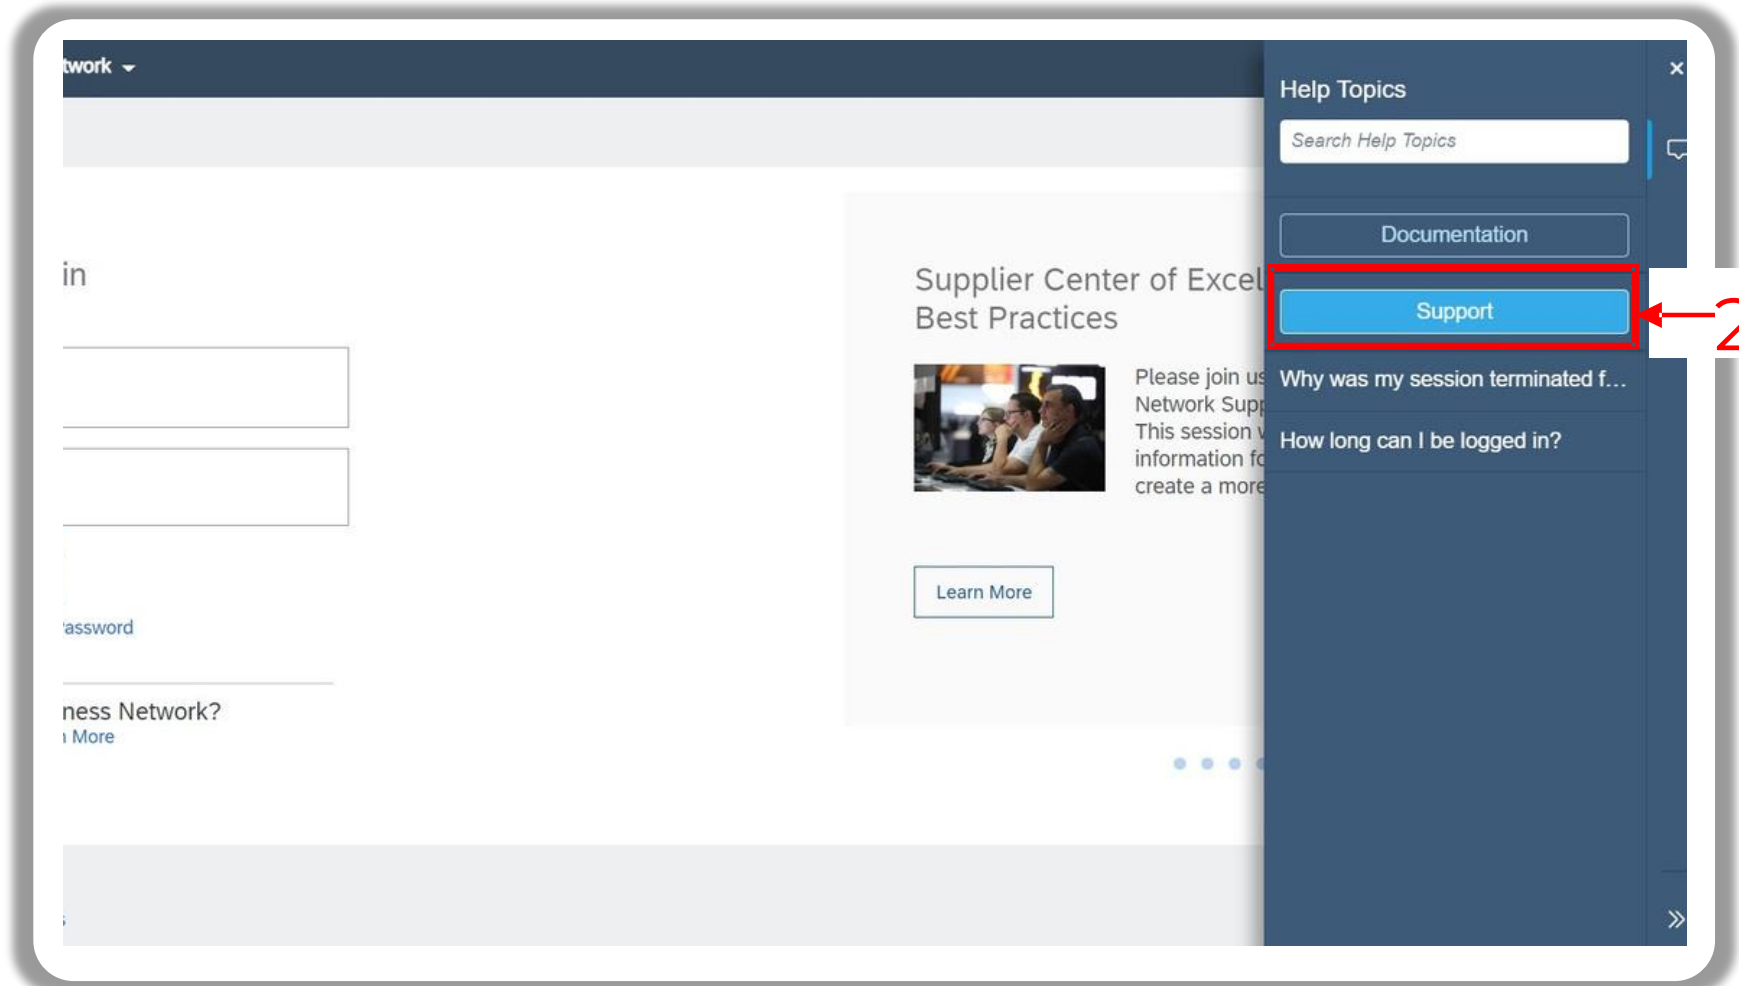 twork
in
assword
ness Network?
More
Supplier Center of Excel
Best Practices
Please join us
Network Supp
This session
information fo
create a more
Learn More
Help Topics
Search Help Topics
Documentation
Support
Why was my session terminated f...
How long can I be logged in?
2